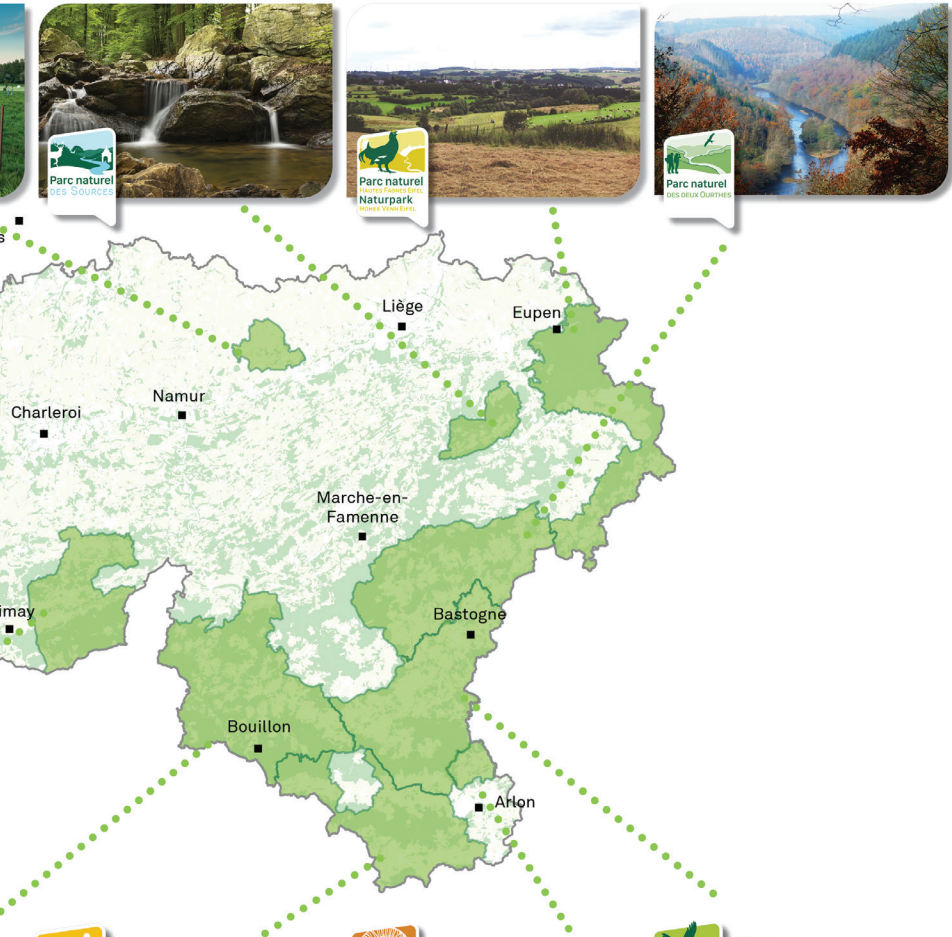 Parc naturel
DES SOURCES
Parc naturel
HAUTES FAGNES EIFEL
Naturpark
HOHES VENN EIFEL
Parc naturel
DES DEUX OURTHES
s
Liège
Eupen
Namur
Charleroi
Marche-en-
Famenne
imay
Bastogne
Bouillon
Arlon